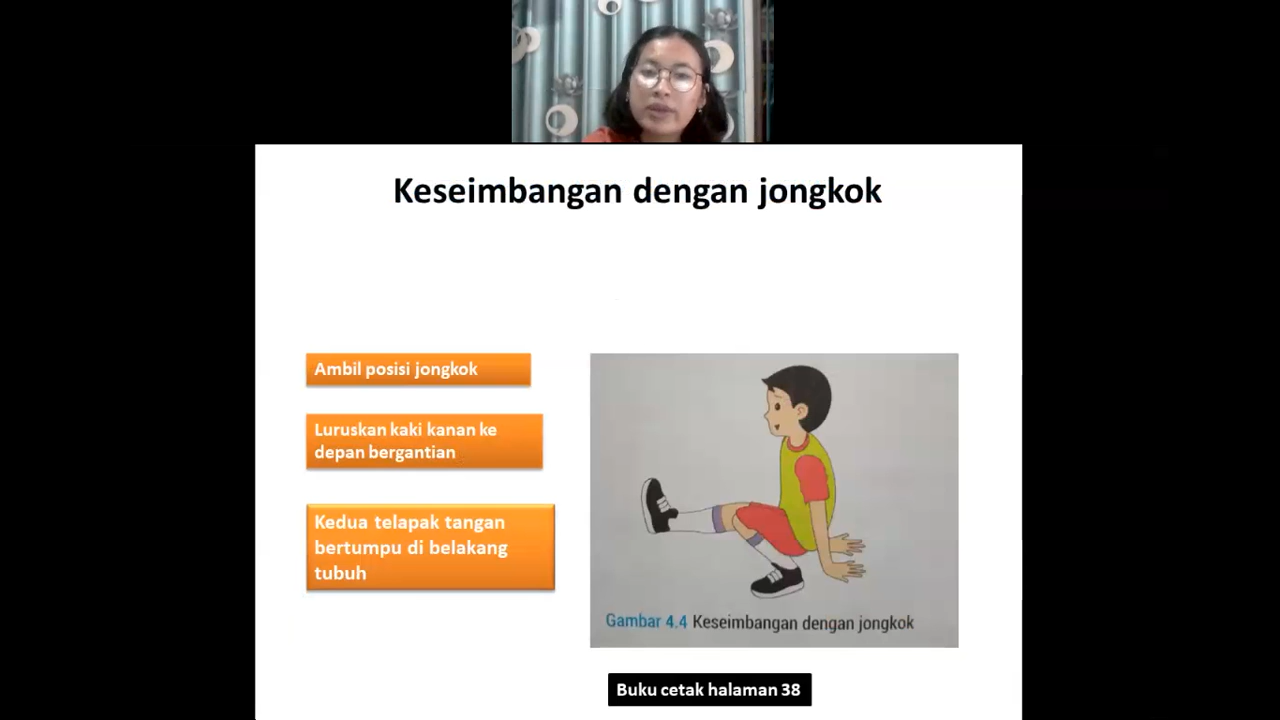 Keseimbangan dengan jongkok
Ambil posisi jongkok
Luruskan kaki kanan ke
depan bergantian
Kedua telapak tangan
bertumpu di belakang
tubuh
Gambar 4.4 Keseimbangan dengan jongkok
Buku cetak halaman 38